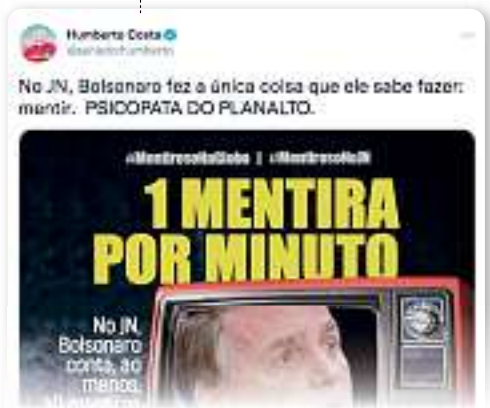 Humberto Costa
@senadorhumberto
No JN, Bolsonaro fez a única coisa que ele sabe fazer:
mentir. PSICOPATA DO PLANALTO.
#MentirosoNaGlobo | #MentirosoNoJN
1 MENTIRA
POR MINUTO
No JN,
Bolsonaro
conta, ao
menos,